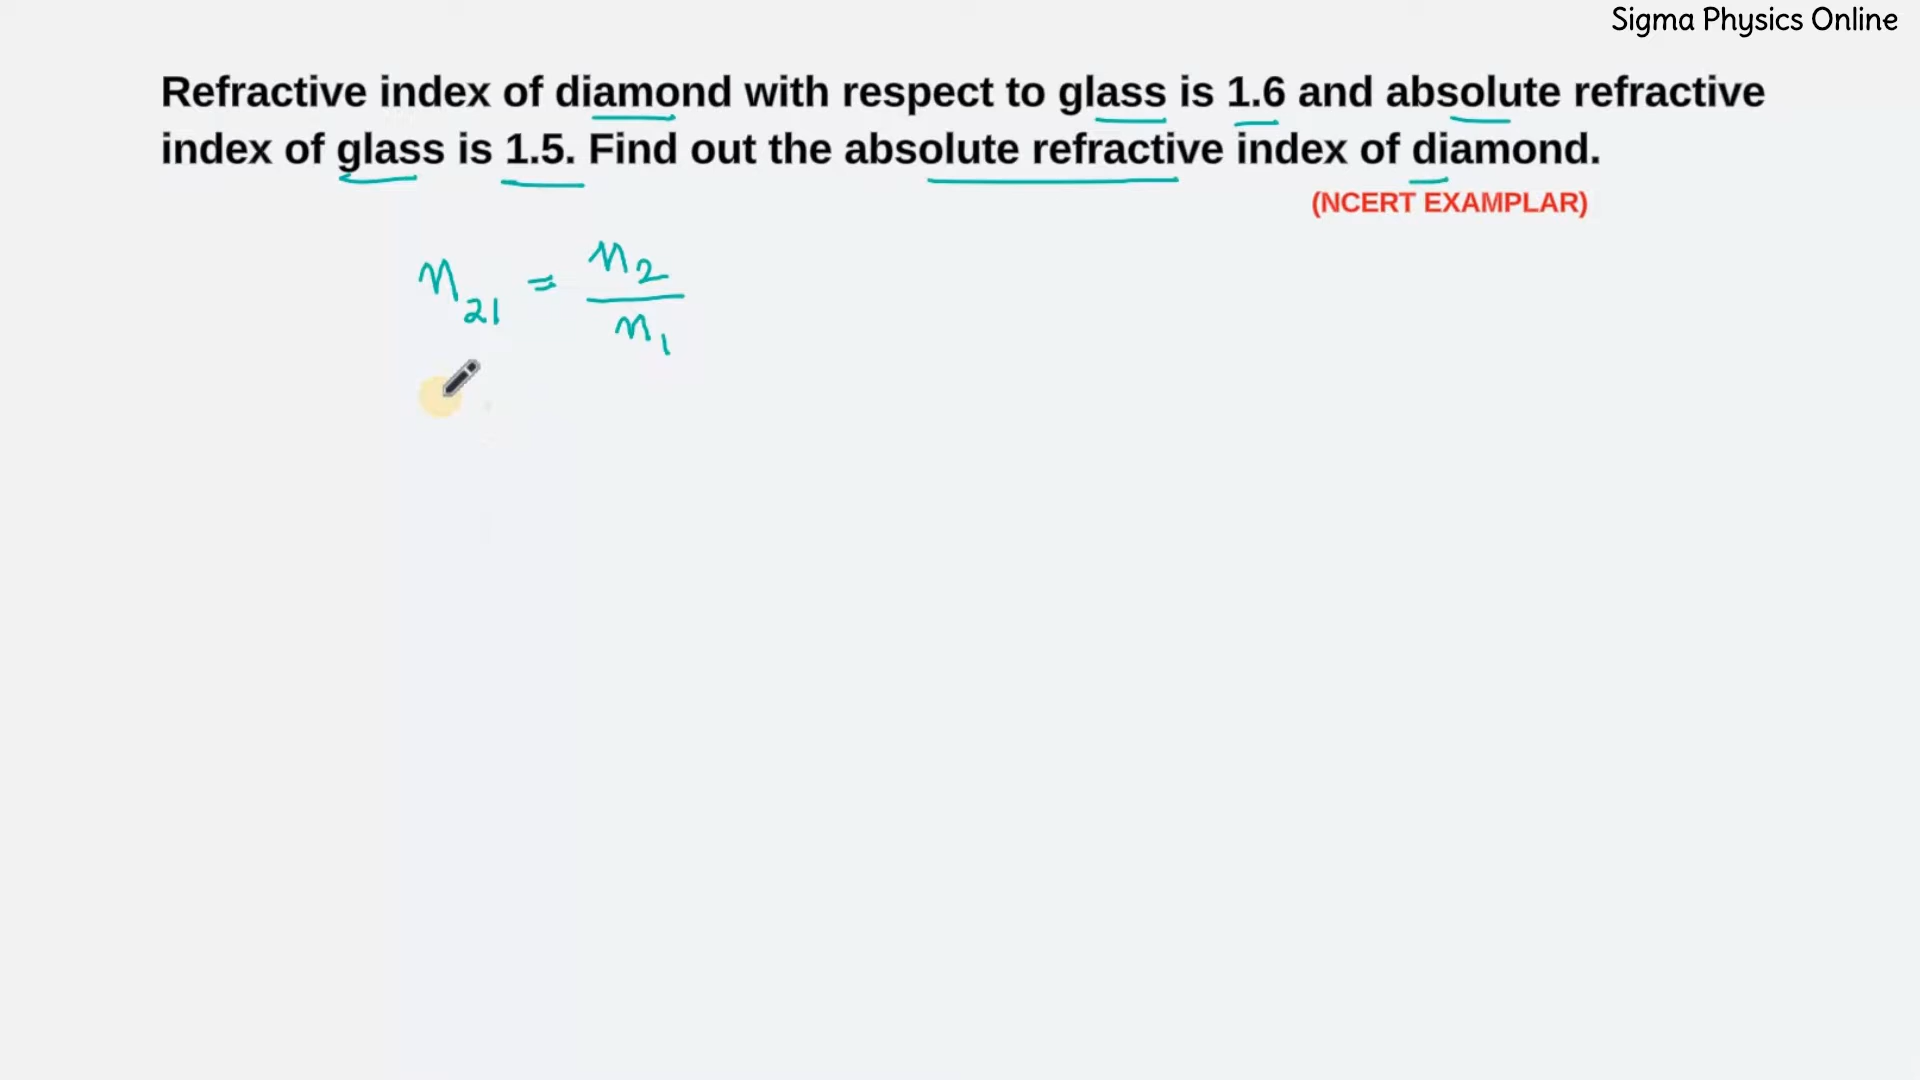 Sigma Physics Online
Refractive index of diamond with respect to glass is 1.6 and absolute refractive
index of glass is 1.5. Find out the absolute refractive index of diamond.
(NCERT EXAMPLAR)
n₂₁ = n₂/n₁